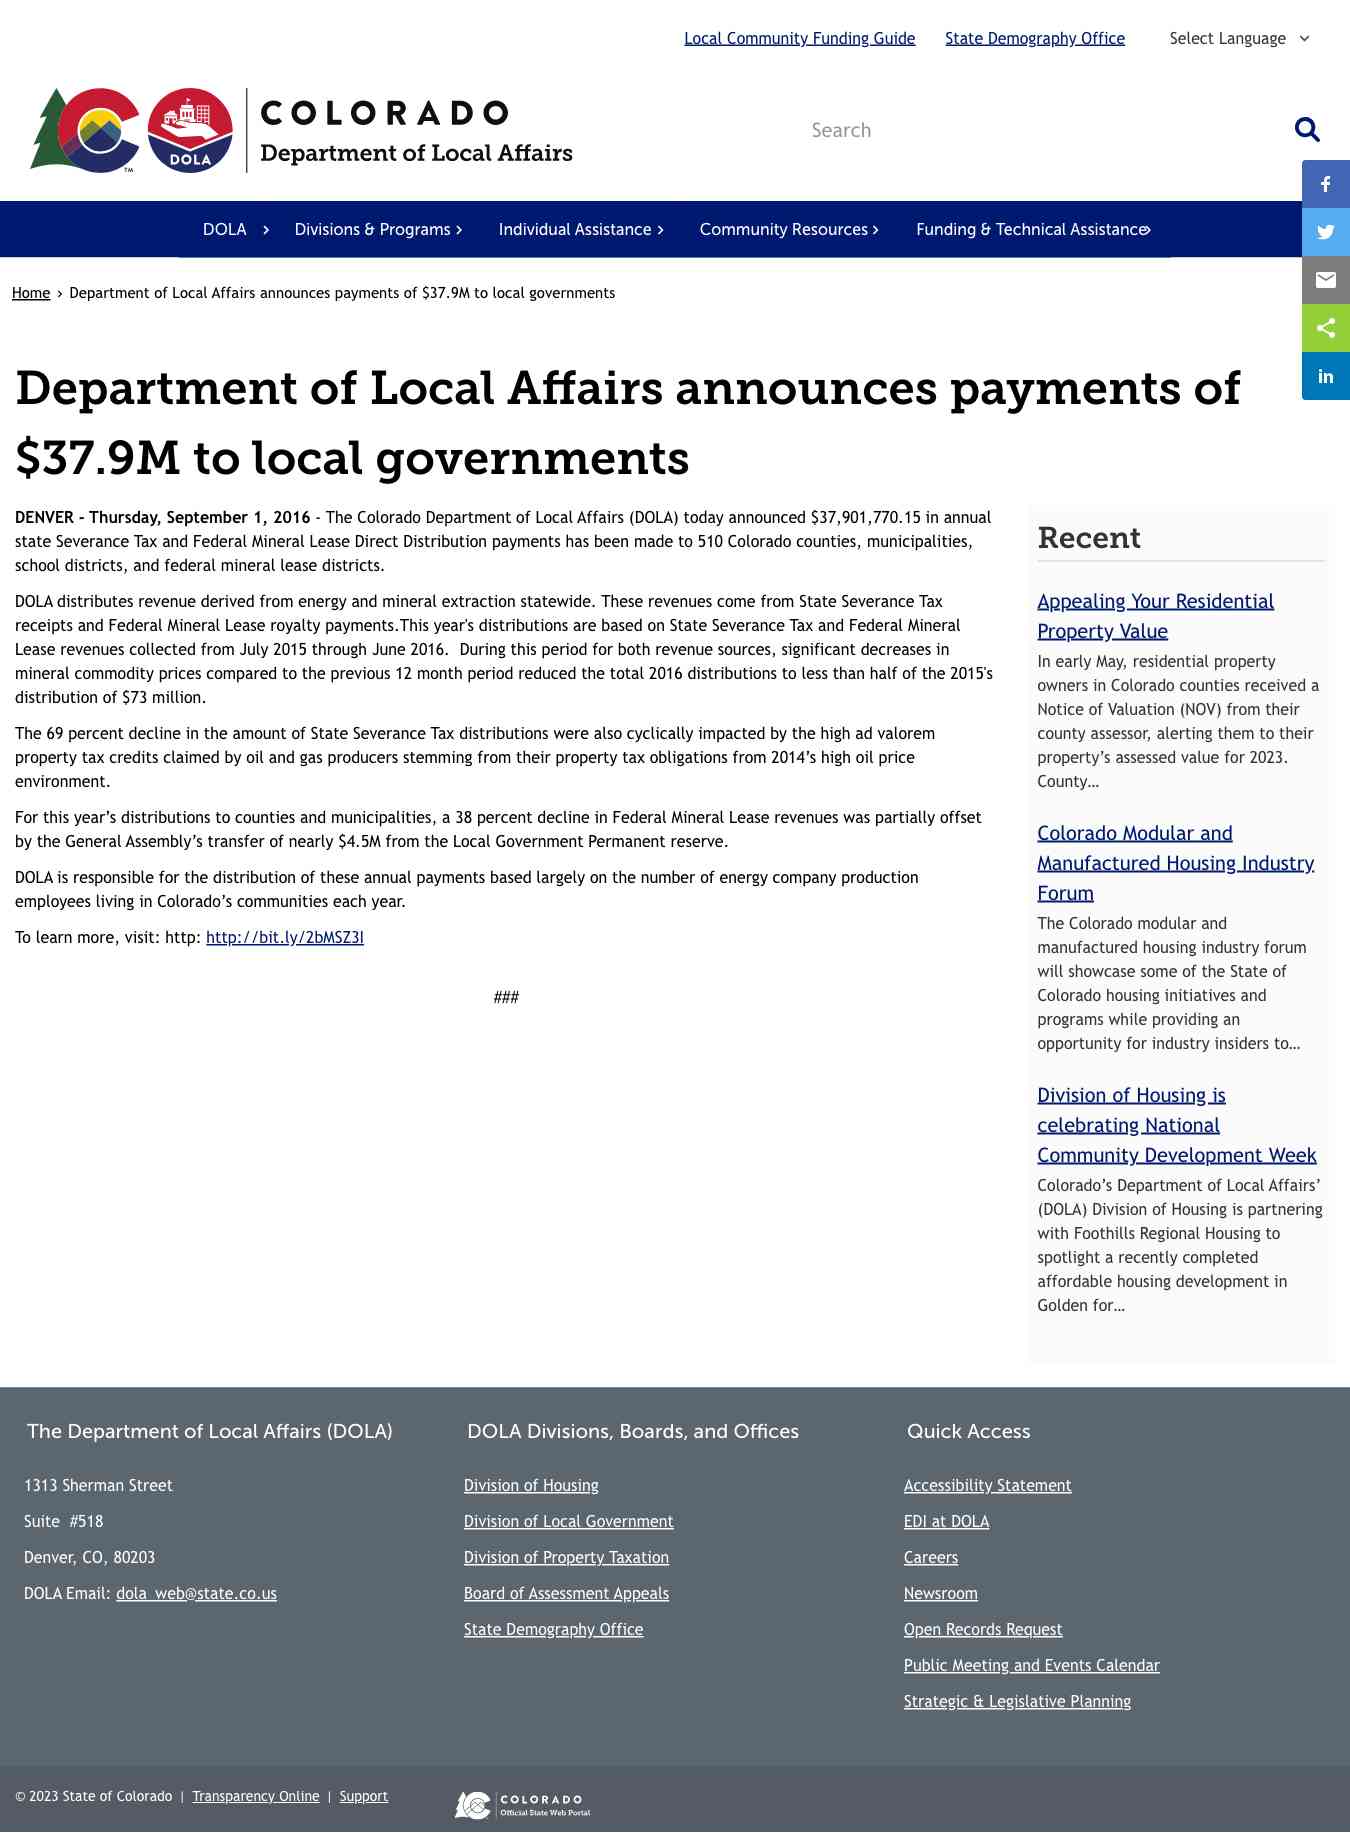 Local Community Funding Guide State Demography Office Select Language
COLORADO
Department of Local Affairs
DOLA
TM
Search
DOLA Divisions & Programs Individual Assistance Community Resources Funding & Technical Assistance
Home › Department of Local Affairs announces payments of $37.9M to local governments
Department of Local Affairs announces payments of
$37.9M to local governments
DENVER - Thursday, September 1, 2016 - The Colorado Department of Local Affairs (DOLA) today announced $37,901,770.15 in annual
state Severance Tax and Federal Mineral Lease Direct Distribution payments has been made to 510 Colorado counties, municipalities,
school districts, and federal mineral lease districts.
DOLA distributes revenue derived from energy and mineral extraction statewide. These revenues come from State Severance Tax
receipts and Federal Mineral Lease royalty payments.This year's distributions are based on State Severance Tax and Federal Mineral
Lease revenues collected from July 2015 through June 2016.  During this period for both revenue sources, significant decreases in
mineral commodity prices compared to the previous 12 month period reduced the total 2016 distributions to less than half of the 2015's
distribution of $73 million.
The 69 percent decline in the amount of State Severance Tax distributions were also cyclically impacted by the high ad valorem
property tax credits claimed by oil and gas producers stemming from their property tax obligations from 2014’s high oil price
environment.
For this year’s distributions to counties and municipalities, a 38 percent decline in Federal Mineral Lease revenues was partially offset
by the General Assembly’s transfer of nearly $4.5M from the Local Government Permanent reserve.
DOLA is responsible for the distribution of these annual payments based largely on the number of energy company production
employees living in Colorado’s communities each year.
To learn more, visit: http: http://bit.ly/2bMSZ3I
###
Recent
Appealing Your Residential
Property Value
In early May, residential property
owners in Colorado counties received a
Notice of Valuation (NOV) from their
county assessor, alerting them to their
property’s assessed value for 2023.
County…
Colorado Modular and
Manufactured Housing Industry
Forum
The Colorado modular and
manufactured housing industry forum
will showcase some of the State of
Colorado housing initiatives and
programs while providing an
opportunity for industry insiders to…
Division of Housing is
celebrating National
Community Development Week
Colorado’s Department of Local Affairs’
(DOLA) Division of Housing is partnering
with Foothills Regional Housing to
spotlight a recently completed
affordable housing development in
Golden for…
The Department of Local Affairs (DOLA)
1313 Sherman Street
Suite  #518
Denver, CO, 80203
DOLA Email: dola_web@state.co.us
DOLA Divisions, Boards, and Offices
Division of Housing
Division of Local Government
Division of Property Taxation
Board of Assessment Appeals
State Demography Office
Quick Access
Accessibility Statement
EDI at DOLA
Careers
Newsroom
Open Records Request
Public Meeting and Events Calendar
Strategic & Legislative Planning
© 2023 State of Colorado | Transparency Online | Support
COLORADO
Official State Web Portal